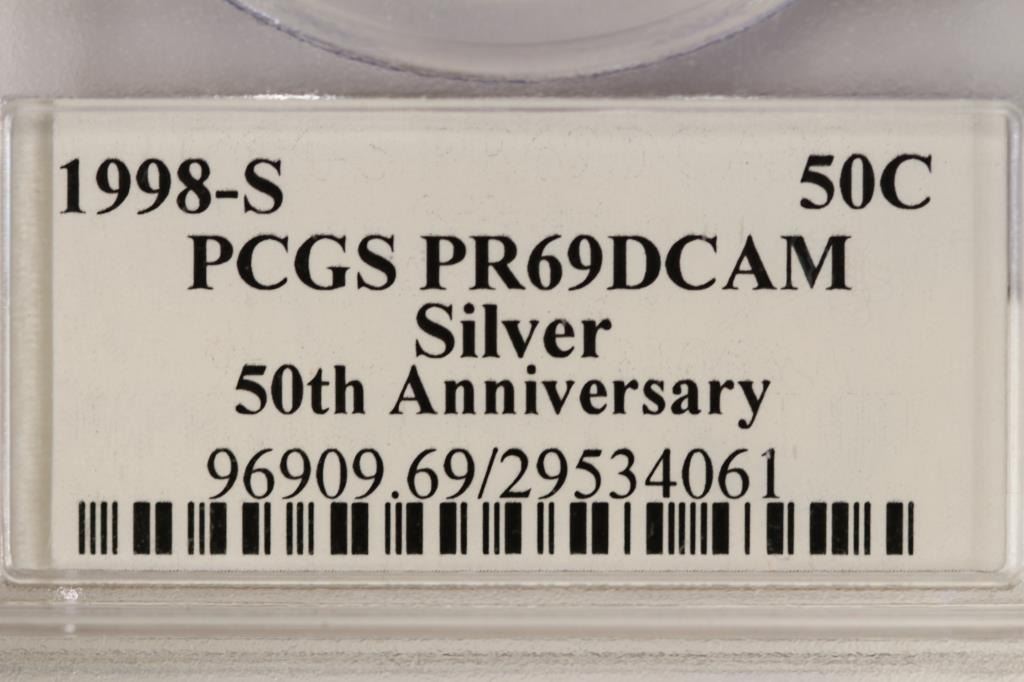 1998-S 50C
PCGS PR69DCAM
Silver
50th Anniversary
96909.69/29534061